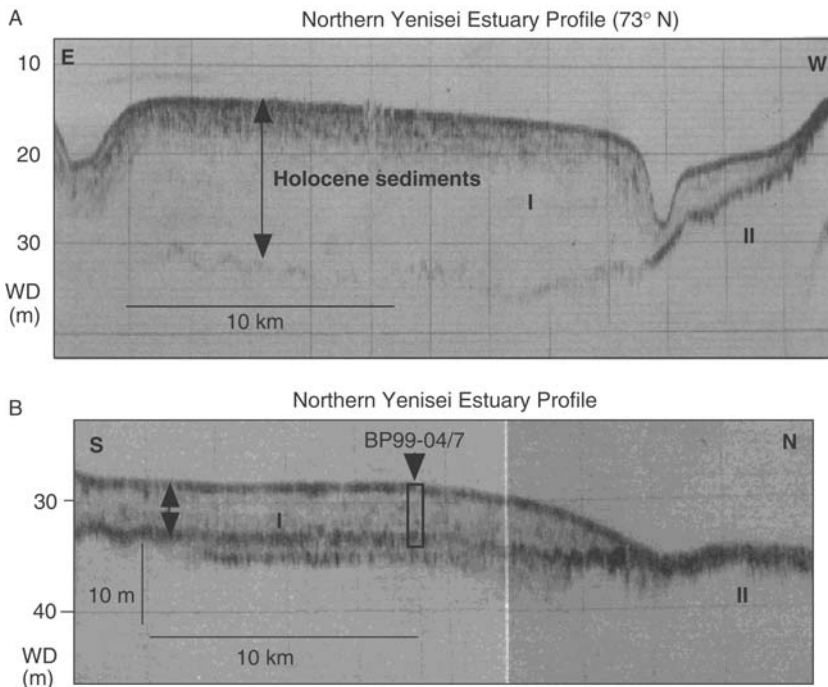 A
Northern Yenisei Estuary Profile (73° N)
E
W
10
20
Holocene sediments
I
II
30
WD
(m)
10 km
B
Northern Yenisei Estuary Profile
BP99-04/7
S
N
30
I
10 m
II
40
10 km
WD
(m)